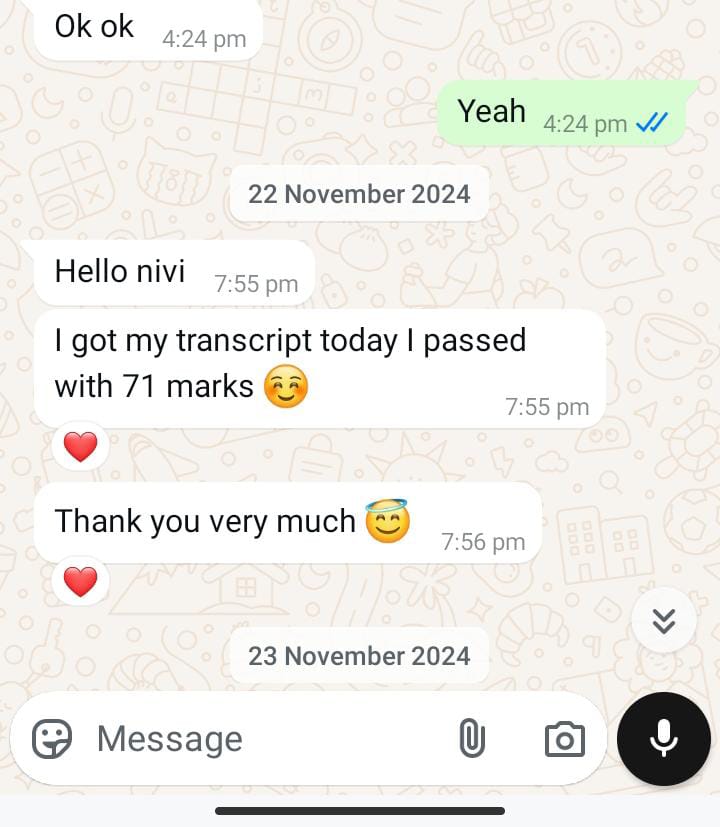 Ok ok 4:24 pm
Yeah 4:24 pm
22 November 2024
Hello nivi 7:55 pm
I got my transcript today I passed
with 71 marks ☺️
7:55 pm
❤️
Thank you very much 😇 7:56 pm
❤️
23 November 2024
Message